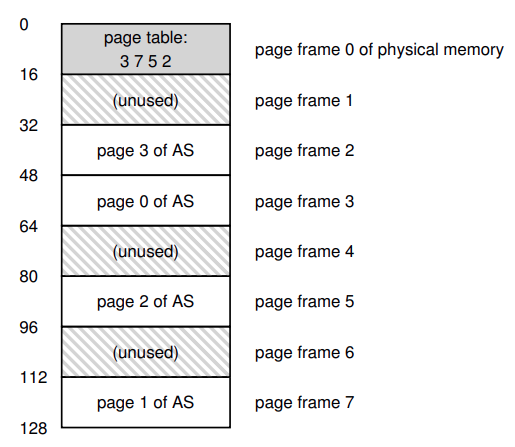 0
page table:
3 7 5 2
page frame 0 of physical memory
16
(unused)
page frame 1
32
page 3 of AS
page frame 2
48
page 0 of AS
page frame 3
64
(unused)
page frame 4
80
page 2 of AS
page frame 5
96
(unused)
page frame 6
112
page 1 of AS
page frame 7
128